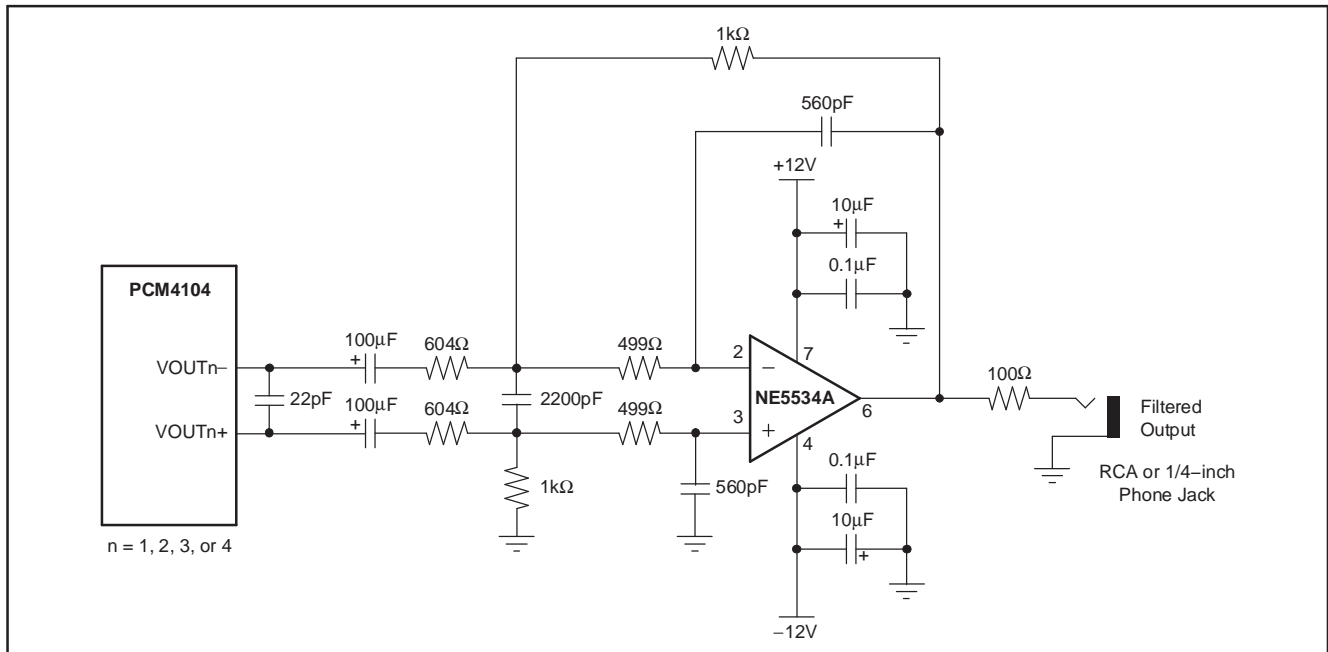 1kΩ
560pF
+12V
10µF
+
0.1µF
PCM4104
100µF
604Ω
499Ω
2
7
VOUTn−
+
−
100Ω
22pF
2200pF
NE5534A
6
Filtered
Output
100µF
604Ω
499Ω
3
VOUTn+
+
+
4
RCA or 1/4−inch
Phone Jack
1kΩ
560pF
0.1µF
10µF
+
n = 1, 2, 3, or 4
−12V